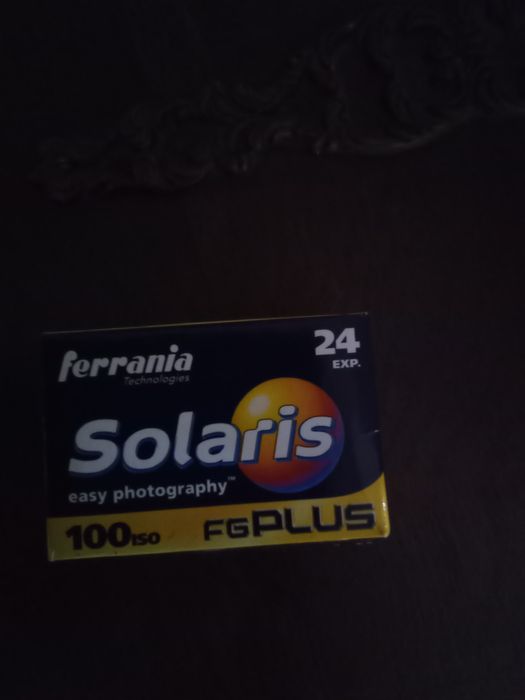 ferrania
Technologies
24
EXP.
Solaris
easy photography™
100ISO
FGPLUS